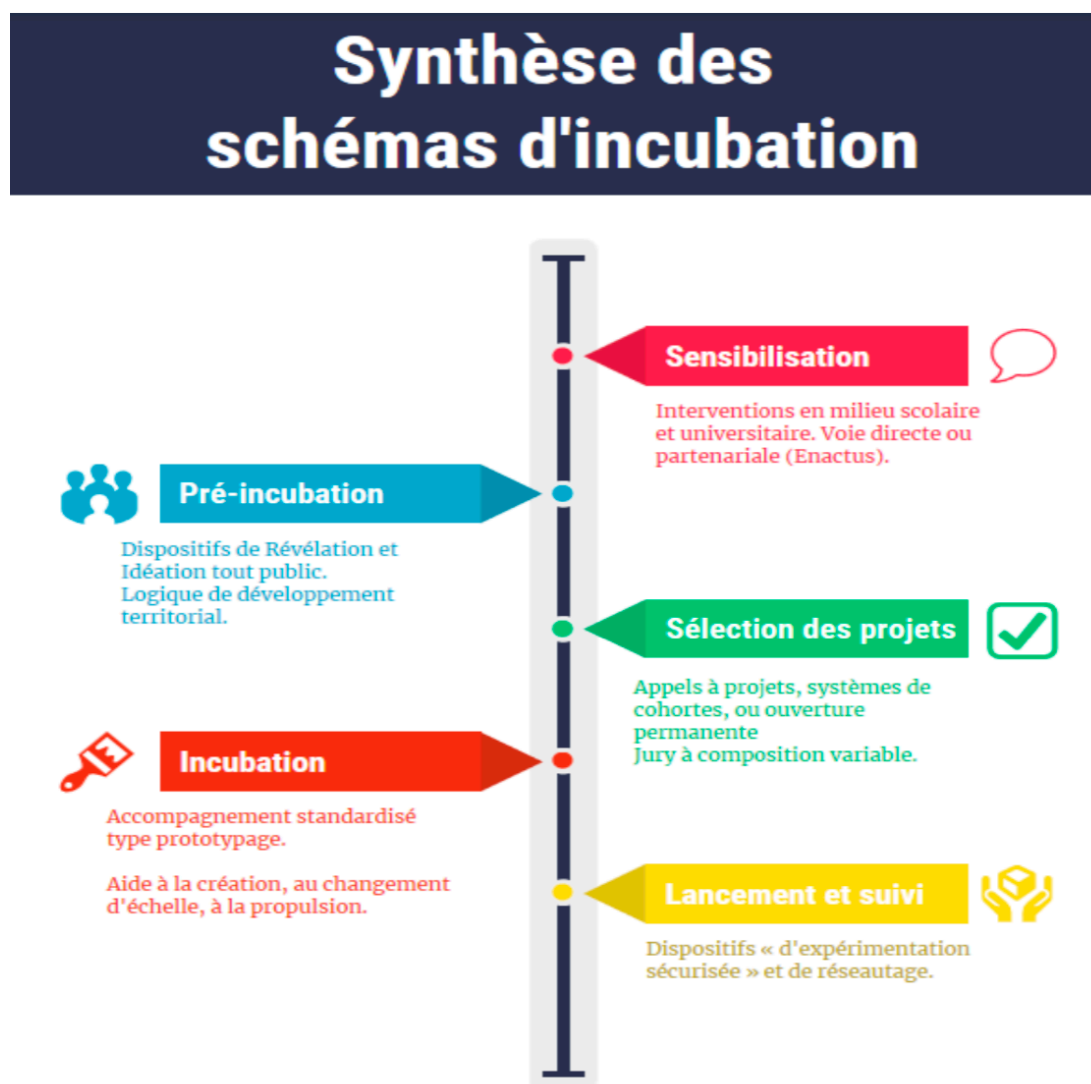 Synthèse des
schémas d'incubation
Sensibilisation
Interventions en milieu scolaire
et universitaire. Voie directe ou
partenariale (Enactus).
Pré-incubation
Dispositifs de Révélation et
Idéation tout public.
Logique de développement
territorial.
Sélection des projets
Appels à projets, systèmes de
cohortes, ou ouverture
permanente
Jury à composition variable.
Incubation
Accompagnement standardisé
type prototypage.
Aide à la création, au changement
d'échelle, à la propulsion.
Lancement et suivi
Dispositifs « d'expérimentation
sécurisée » et de réseautage.